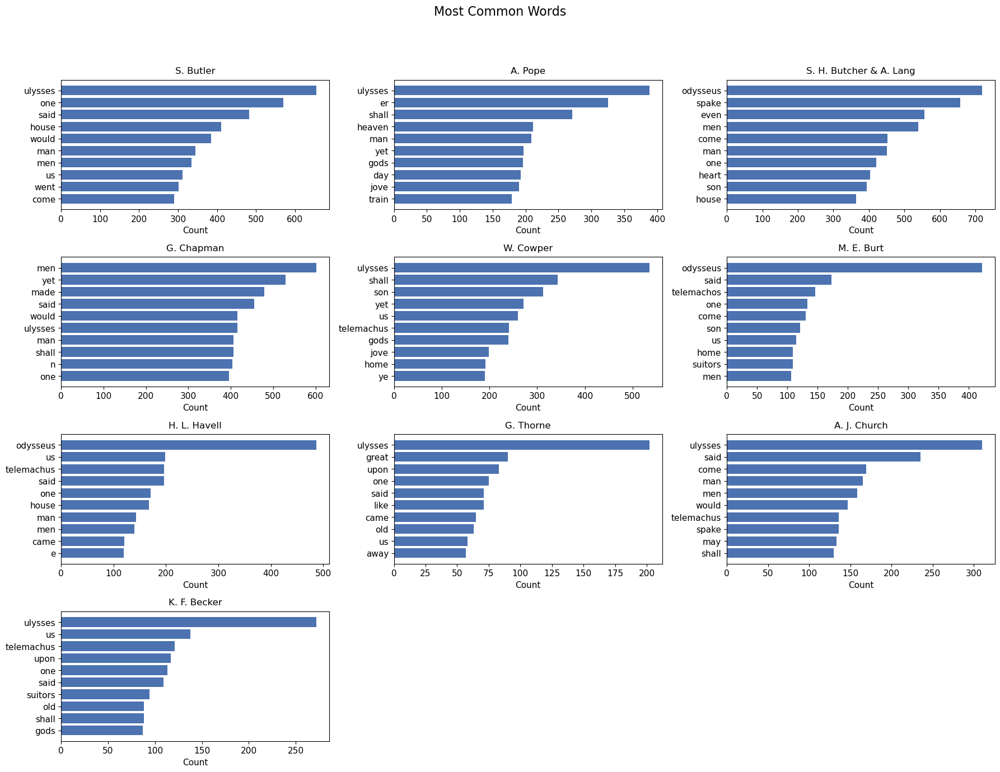 Most Common Words
S. Butler
ulysses
one
said
house
would
man
men
us
went
come
0 100 200 300 400 500 600
Count
A. Pope
ulysses
er
shall
heaven
man
yet
gods
day
jove
train
0 50 100 150 200 250 300 350 400
Count
S. H. Butcher & A. Lang
odysseus
spake
even
men
come
man
one
heart
son
house
0 100 200 300 400 500 600 700
Count
G. Chapman
men
yet
made
said
would
ulysses
man
shall
n
one
0 100 200 300 400 500 600
Count
W. Cowper
ulysses
shall
son
yet
us
telemachus
gods
jove
home
ye
0 100 200 300 400 500
Count
M. E. Burt
odysseus
said
telemachos
one
come
son
us
home
suitors
men
0 50 100 150 200 250 300 350 400
Count
H. L. Havell
odysseus
us
telemachus
said
one
house
man
men
came
e
0 100 200 300 400 500
Count
G. Thorne
ulysses
great
upon
one
said
like
came
old
us
away
0 25 50 75 100 125 150 175 200
Count
A. J. Church
ulysses
said
come
man
men
would
telemachus
spake
may
shall
0 50 100 150 200 250 300
Count
K. F. Becker
ulysses
us
telemachus
upon
one
said
suitors
old
shall
gods
0 50 100 150 200 250
Count